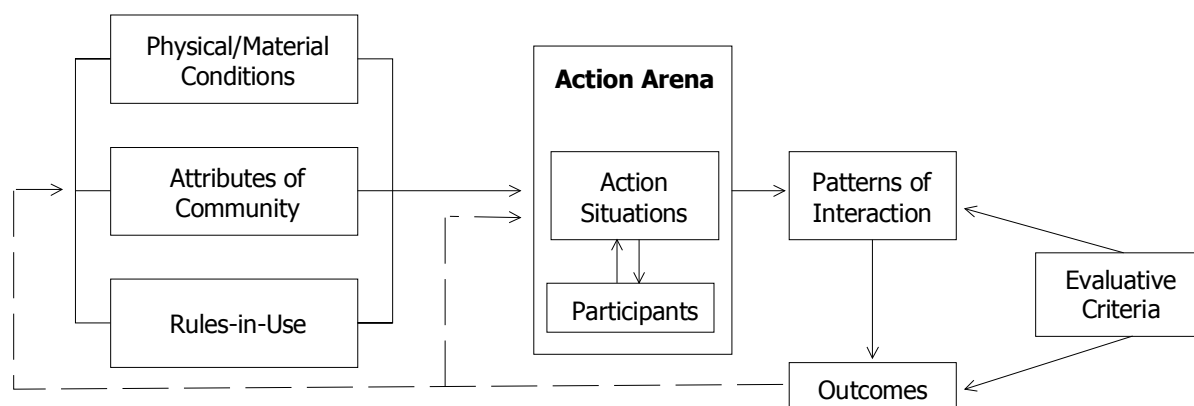 Physical/Material
Conditions
Attributes of
Community
Rules-in-Use
Action Arena
Action
Situations
Participants
Patterns of
Interaction
Outcomes
Evaluative
Criteria